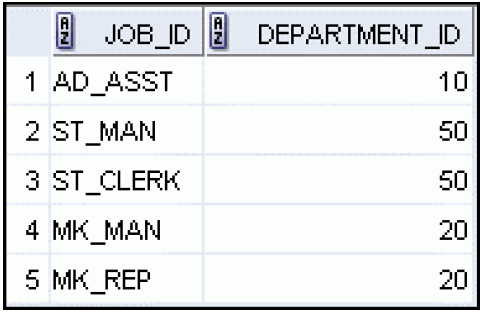 JOB_ID DEPARTMENT_ID
1 AD_ASST 10
2 ST_MAN 50
3 ST_CLERK 50
4 MK_MAN 20
5 MK_REP 20